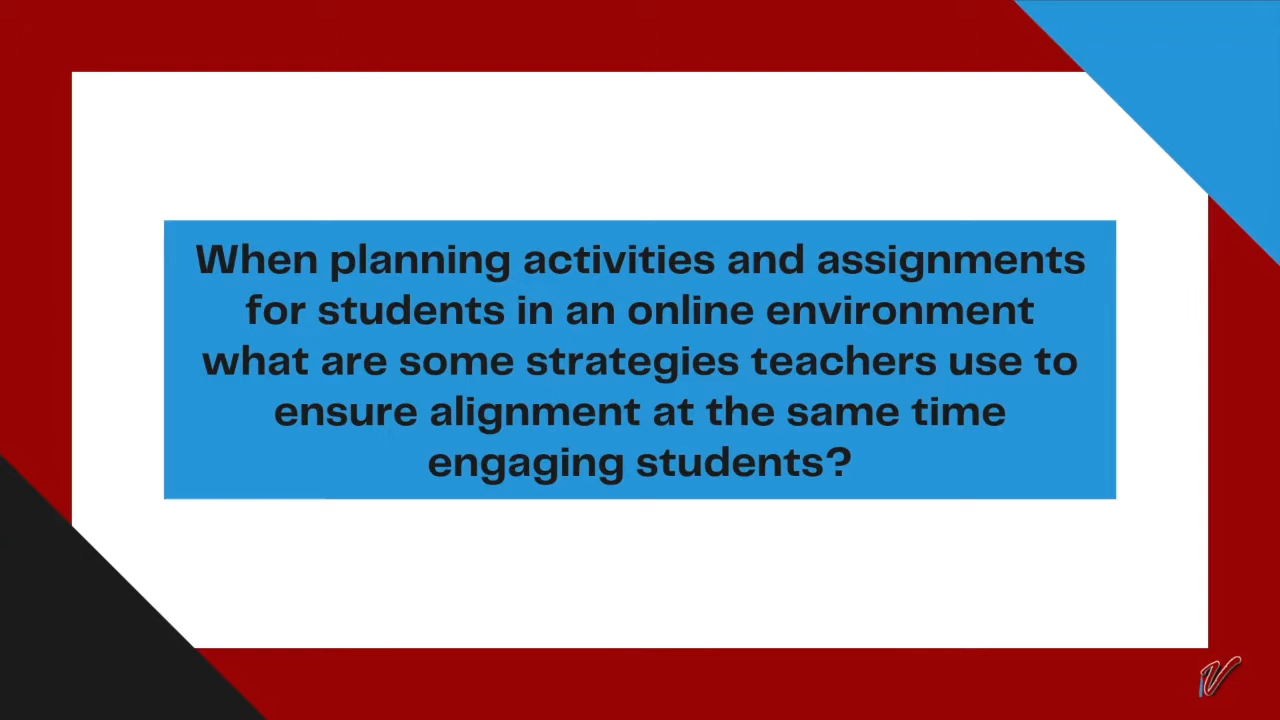 When planning activities and assignments
for students in an online environment
what are some strategies teachers use to
ensure alignment at the same time
engaging students?